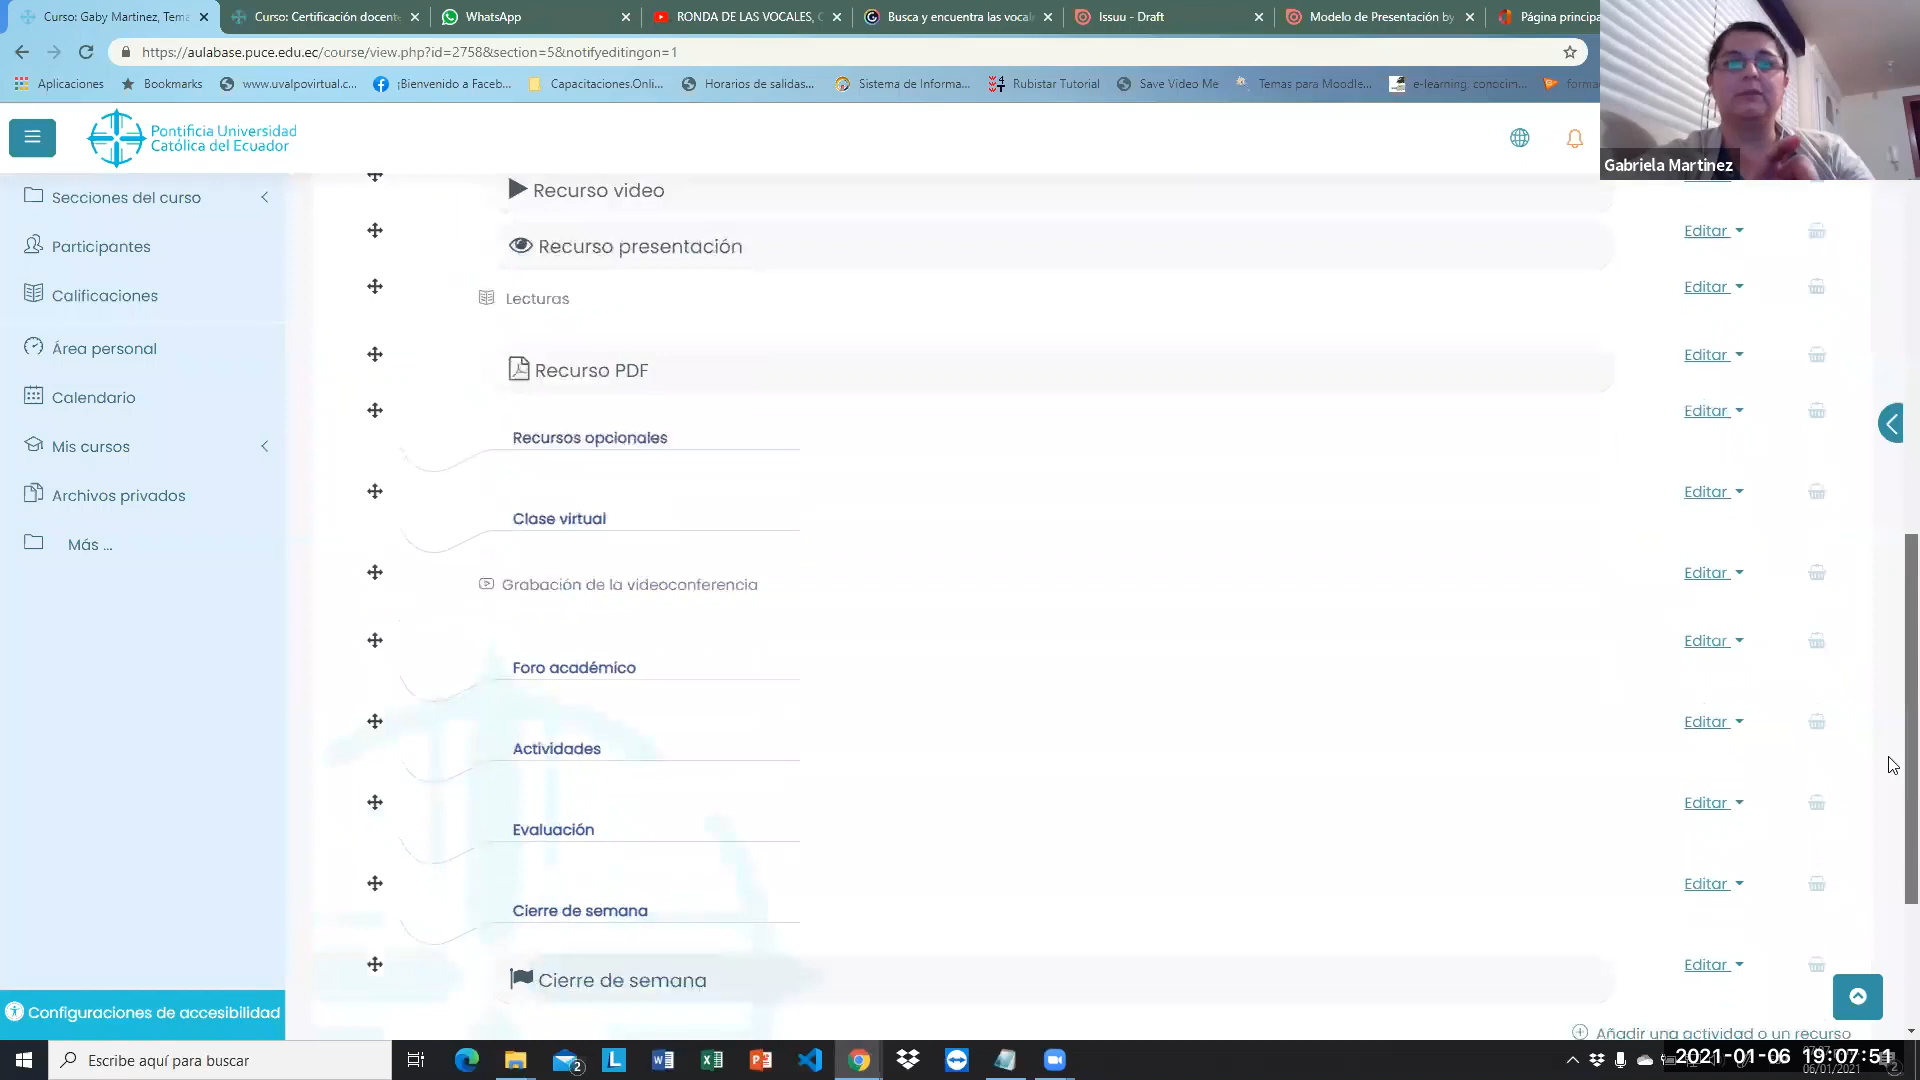 Curso: Gaby Martinez, Tema
Curso: Certificación docente
WhatsApp
RONDA DE LAS VOCALES, C
Busca y encuentra las vocal
Issuu - Draft
Modelo de Presentación by
Página principa
https://aulabase.puce.edu.ec/course/view.php?id=2758&section=5&notifyeditingon=1
Aplicaciones
Bookmarks
www.uvalpovirtual.c...
¡Bienvenido a Faceb...
Capacitaciones.Onli...
Horarios de salidas...
Sistema de Informa...
Rubistar Tutorial
Save Video Me
Temas para Moodle...
e-learning. conocim...
forma
Pontificia Universidad
Católica del Ecuador
Gabriela Martinez
Secciones del curso
Participantes
Calificaciones
Área personal
Calendario
Mis cursos
Archivos privados
Más ...
Configuraciones de accesibilidad
Recurso video
Recurso presentación
Editar
Lecturas
Editar
Recurso PDF
Editar
Recursos opcionales
Editar
Clase virtual
Editar
Grabación de la videoconferencia
Editar
Foro académico
Editar
Actividades
Editar
Evaluación
Editar
Cierre de semana
Editar
Cierre de semana
Editar
Añadir una actividad o un recurso
Escribe aquí para buscar
2021-01-06 19:07:51
06/01/2021